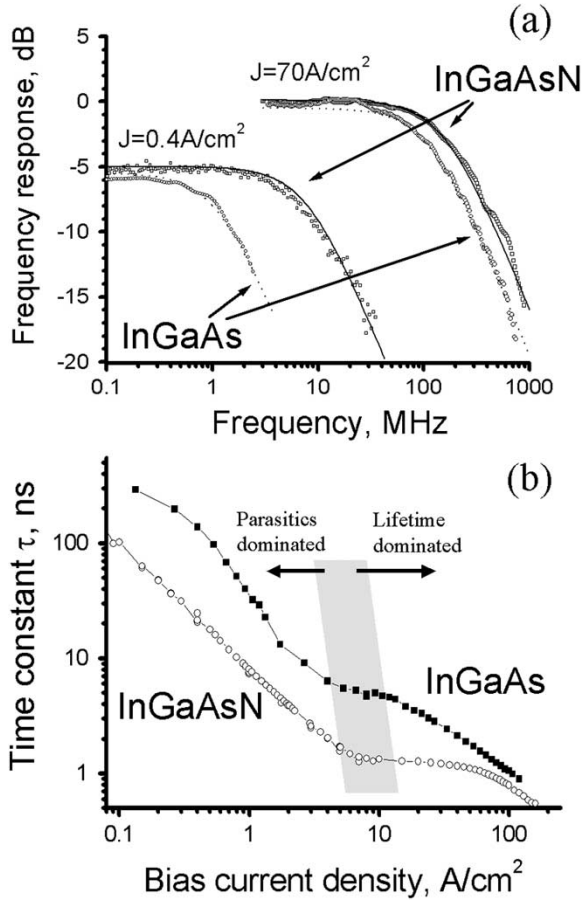 (a)
Frequency response, dB
5
0
-5
-10
-15
-20
J=70A/cm²
InGaAsN
J=0.4A/cm²
InGaAs
0.1
1
10
100
1000
Frequency, MHz
(b)
Time constant τ, ns
100
10
1
Parasitics
dominated
Lifetime
dominated
InGaAs
InGaAsN
0.1
1
10
100
Bias current density, A/cm²